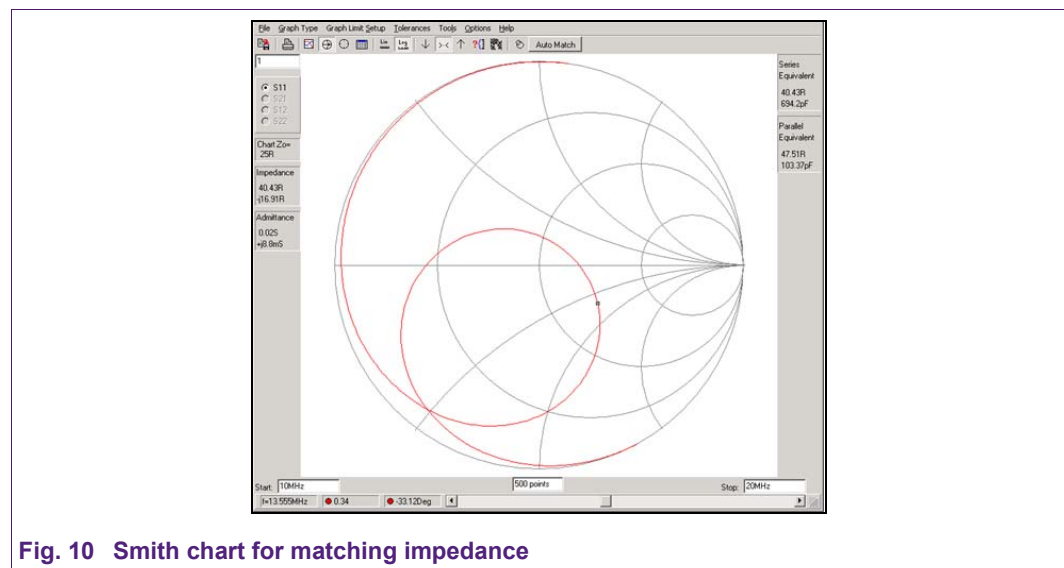 File Graph Type Graph Limit Setup Tolerances Tools Options Help
Lin Log Auto Match
1
S11
S21
S12
S22
Chart Zo=
25R
Impedance
40.43R
-j16.91R
Admittance
0.02S
+j8.8mS
Series
Equivalent
40.43R
694.2pF
Parallel
Equivalent
47.51R
103.37pF
Start: 10MHz 500 points Stop: 20MHz
f=13.555MHz 0.34 -33.12Deg
Fig. 10 Smith chart for matching impedance